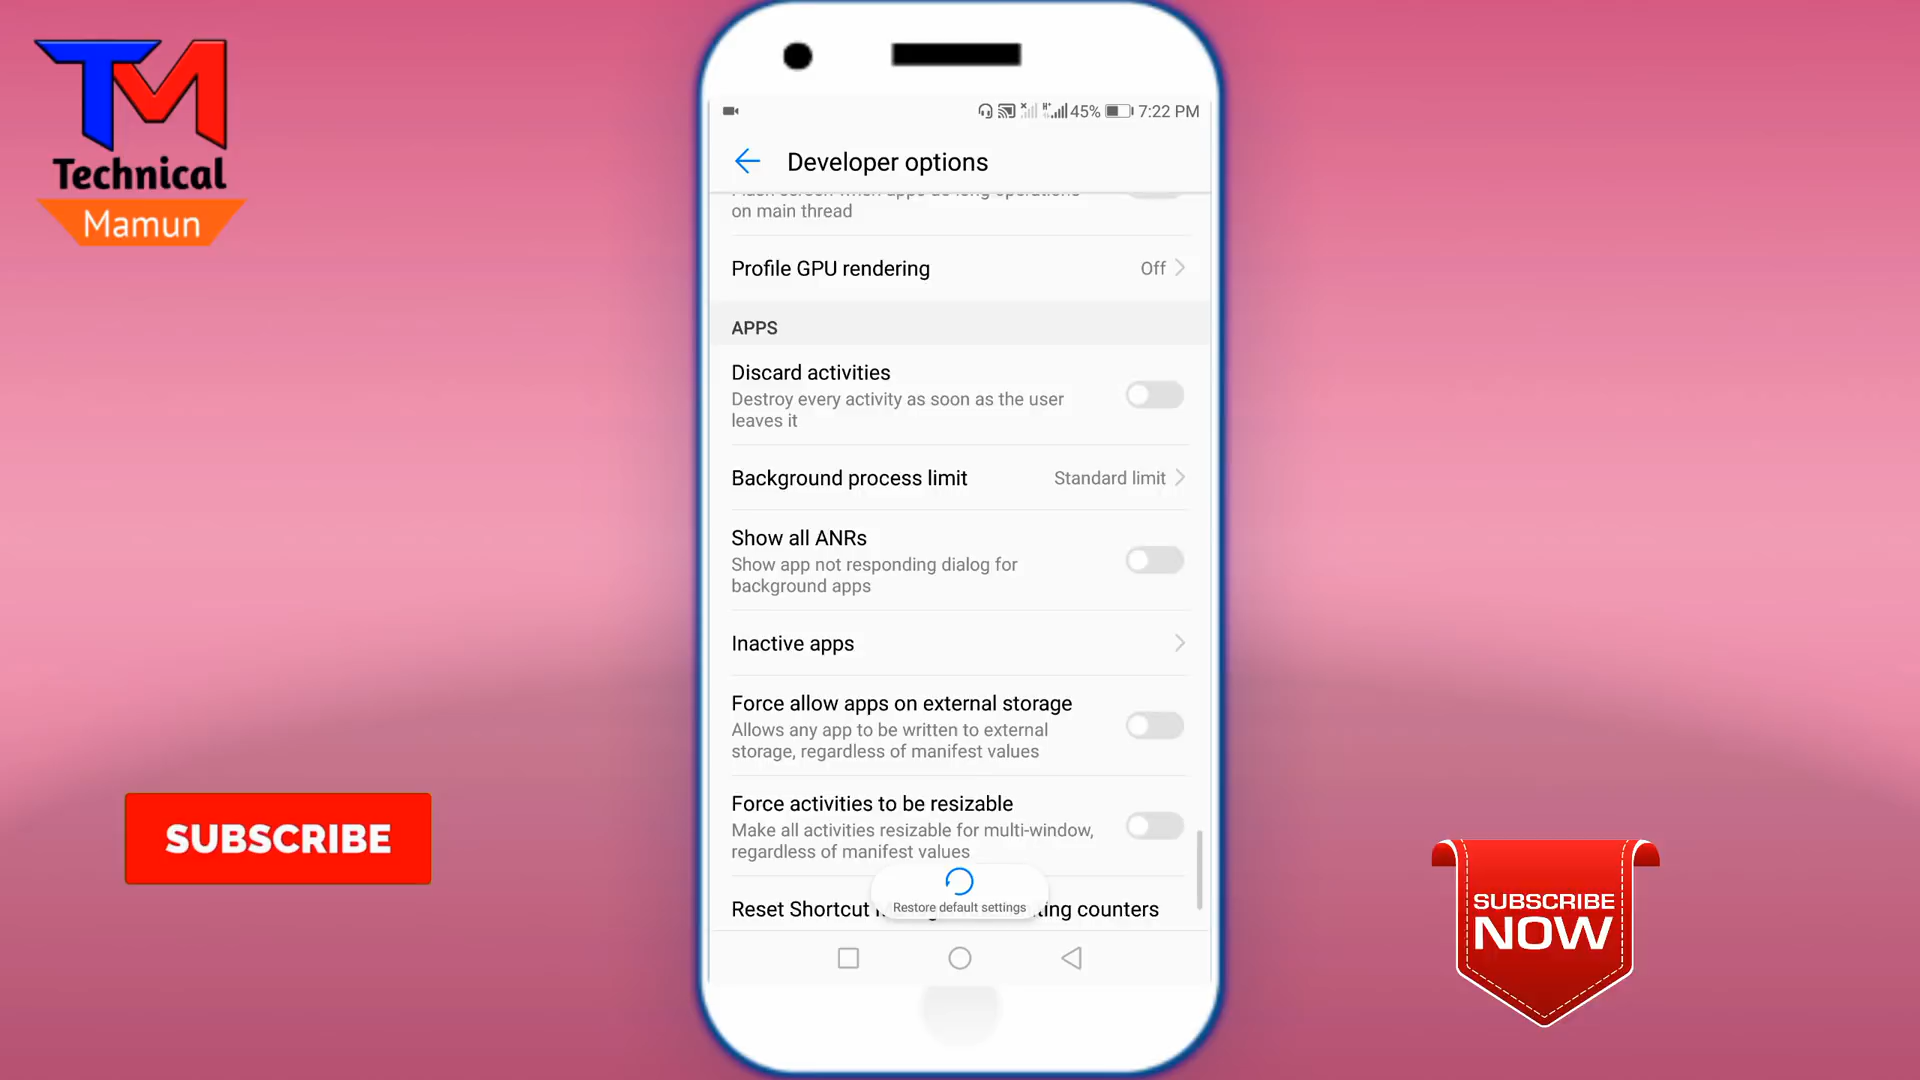 TM
Technical
Mamun
45% 7:22 PM
Developer options
on main thread
Profile GPU rendering Off
APPS
Discard activities
Destroy every activity as soon as the user
leaves it
Background process limit Standard limit
Show all ANRs
Show app not responding dialog for
background apps
Inactive apps
Force allow apps on external storage
Allows any app to be written to external
storage, regardless of manifest values
Force activities to be resizable
Make all activities resizable for multi-window,
regardless of manifest values
Reset Shortcut counters
Restore default settings
SUBSCRIBE
SUBSCRIBE
NOW